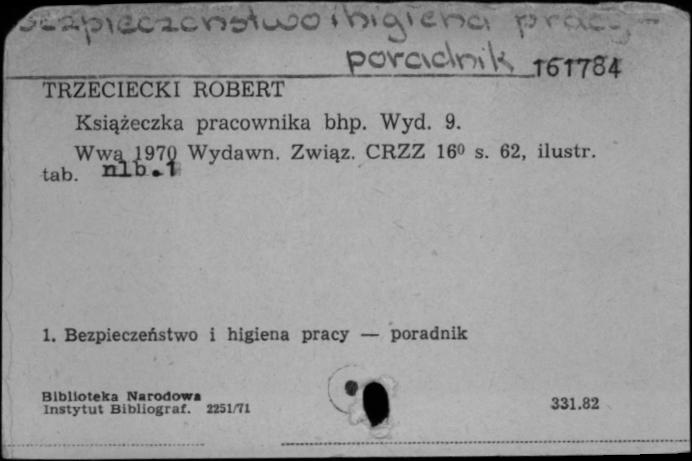 Bezpieczeństwo i higiena pracy -
poradnik 161784
TRZECIECKI ROBERT
Książeczka pracownika bhp. Wyd. 9.
Wwa 1970 Wydawn. Związ. CRZZ 16⁰ s. 62, ilustr.
tab. nlb. 1
1. Bezpieczeństwo i higiena pracy — poradnik
Biblioteka Narodowa
Instytut Bibliograf. 2251/71 331.82